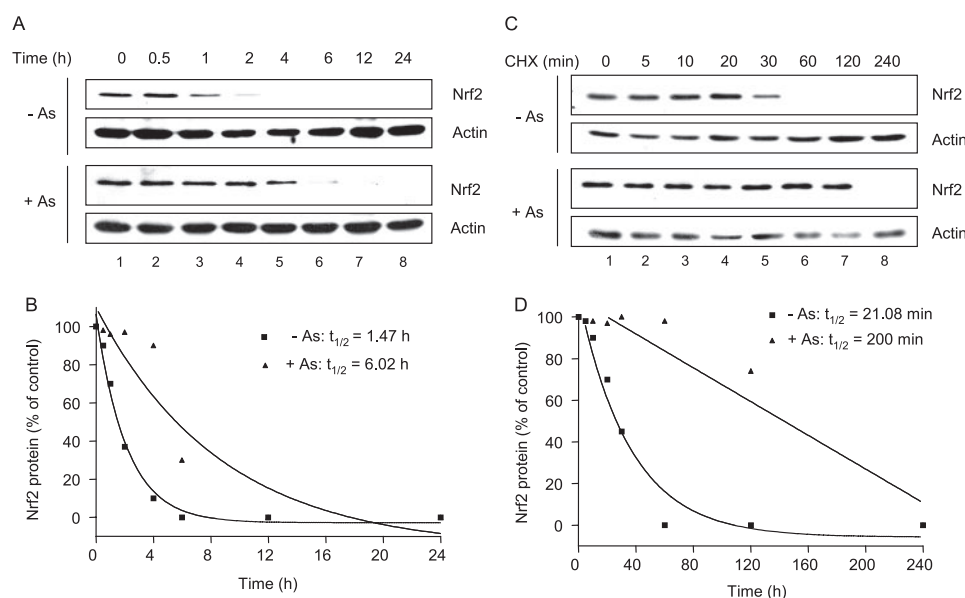 A
Time (h) 0 0.5 1 2 4 6 12 24
- As
Nrf2
Actin
+ As
Nrf2
Actin
1 2 3 4 5 6 7 8
C
CHX (min) 0 5 10 20 30 60 120 240
- As
Nrf2
Actin
+ As
Nrf2
Actin
1 2 3 4 5 6 7 8
B
Nrf2 protein (% of control)
100
80
60
40
20
0
- As: t1/2 = 1.47 h
+ As: t1/2 = 6.02 h
0 4 8 12 16 20 24
Time (h)
D
Nrf2 protein (% of control)
100
80
60
40
20
0
- As: t1/2 = 21.08 min
+ As: t1/2 = 200 min
0 40 80 120 160 200 240
Time (h)